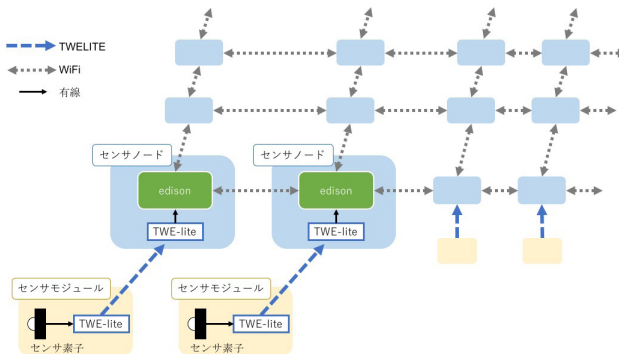 TWELITE
WiFi
有線
センサノード
センサノード
edison
edison
TWE-lite
TWE-lite
センサモジュール
センサモジュール
TWE-lite
TWE-lite
センサ素子
センサ素子